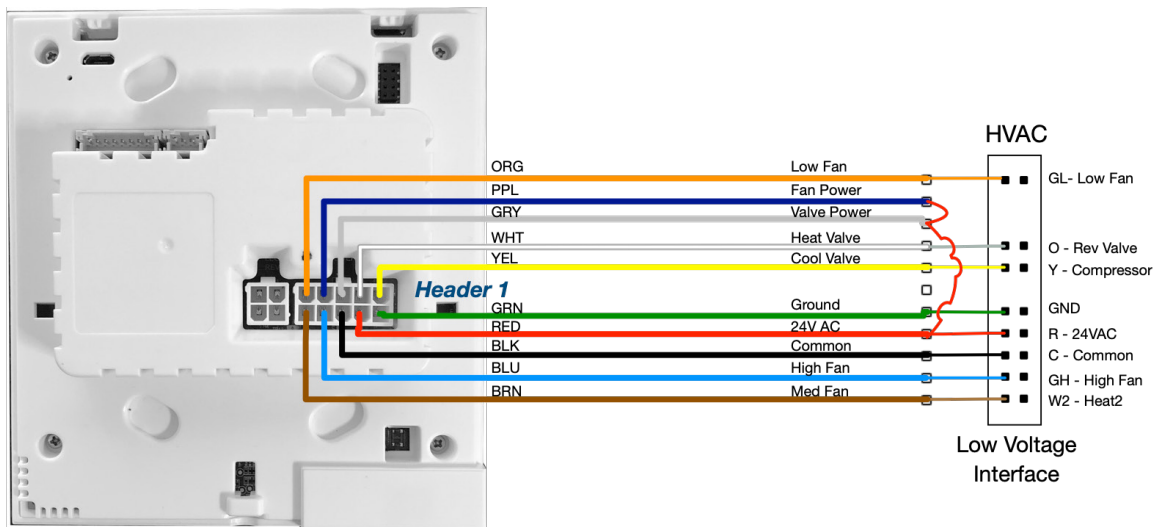 HVAC
ORG Low Fan GL- Low Fan
PPL Fan Power
GRY Valve Power
WHT Heat Valve O - Rev Valve
YEL Cool Valve Y - Compressor
Header 1
GRN Ground GND
RED 24V AC R - 24VAC
BLK Common C - Common
BLU High Fan GH - High Fan
BRN Med Fan W2 - Heat2
Low Voltage
Interface